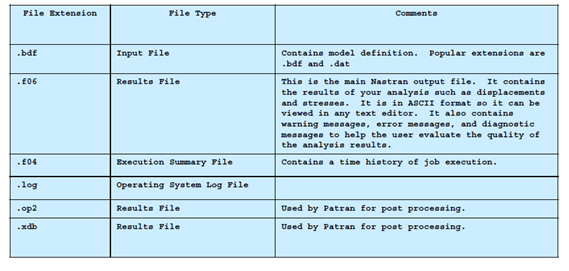 File Extension File Type Comments
.bdf Input File Contains model definition. Popular extensions are
.bdf and .dat
.f06 Results File This is the main Nastran output file. It contains
the results of your analysis such as displacements
and stresses. It is in ASCII format so it can be
viewed in any text editor. It also contains
warning messages, error messages, and diagnostic
messages to help the user evaluate the quality of
the analysis results.
.f04 Execution Summary File Contains a time history of job execution.
.log Operating System Log File
.op2 Results File Used by Patran for post processing.
.xdb Results File Used by Patran for post processing.